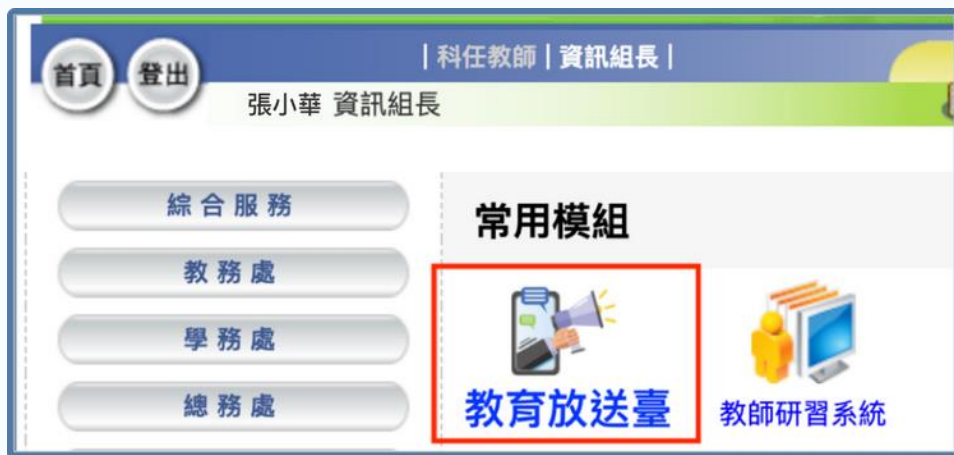 首頁 登出 |科任教師|資訊組長|
張小華 資訊組長
綜合服務
教務處
學務處
總務處
常用模組
教育放送臺 教師研習系統